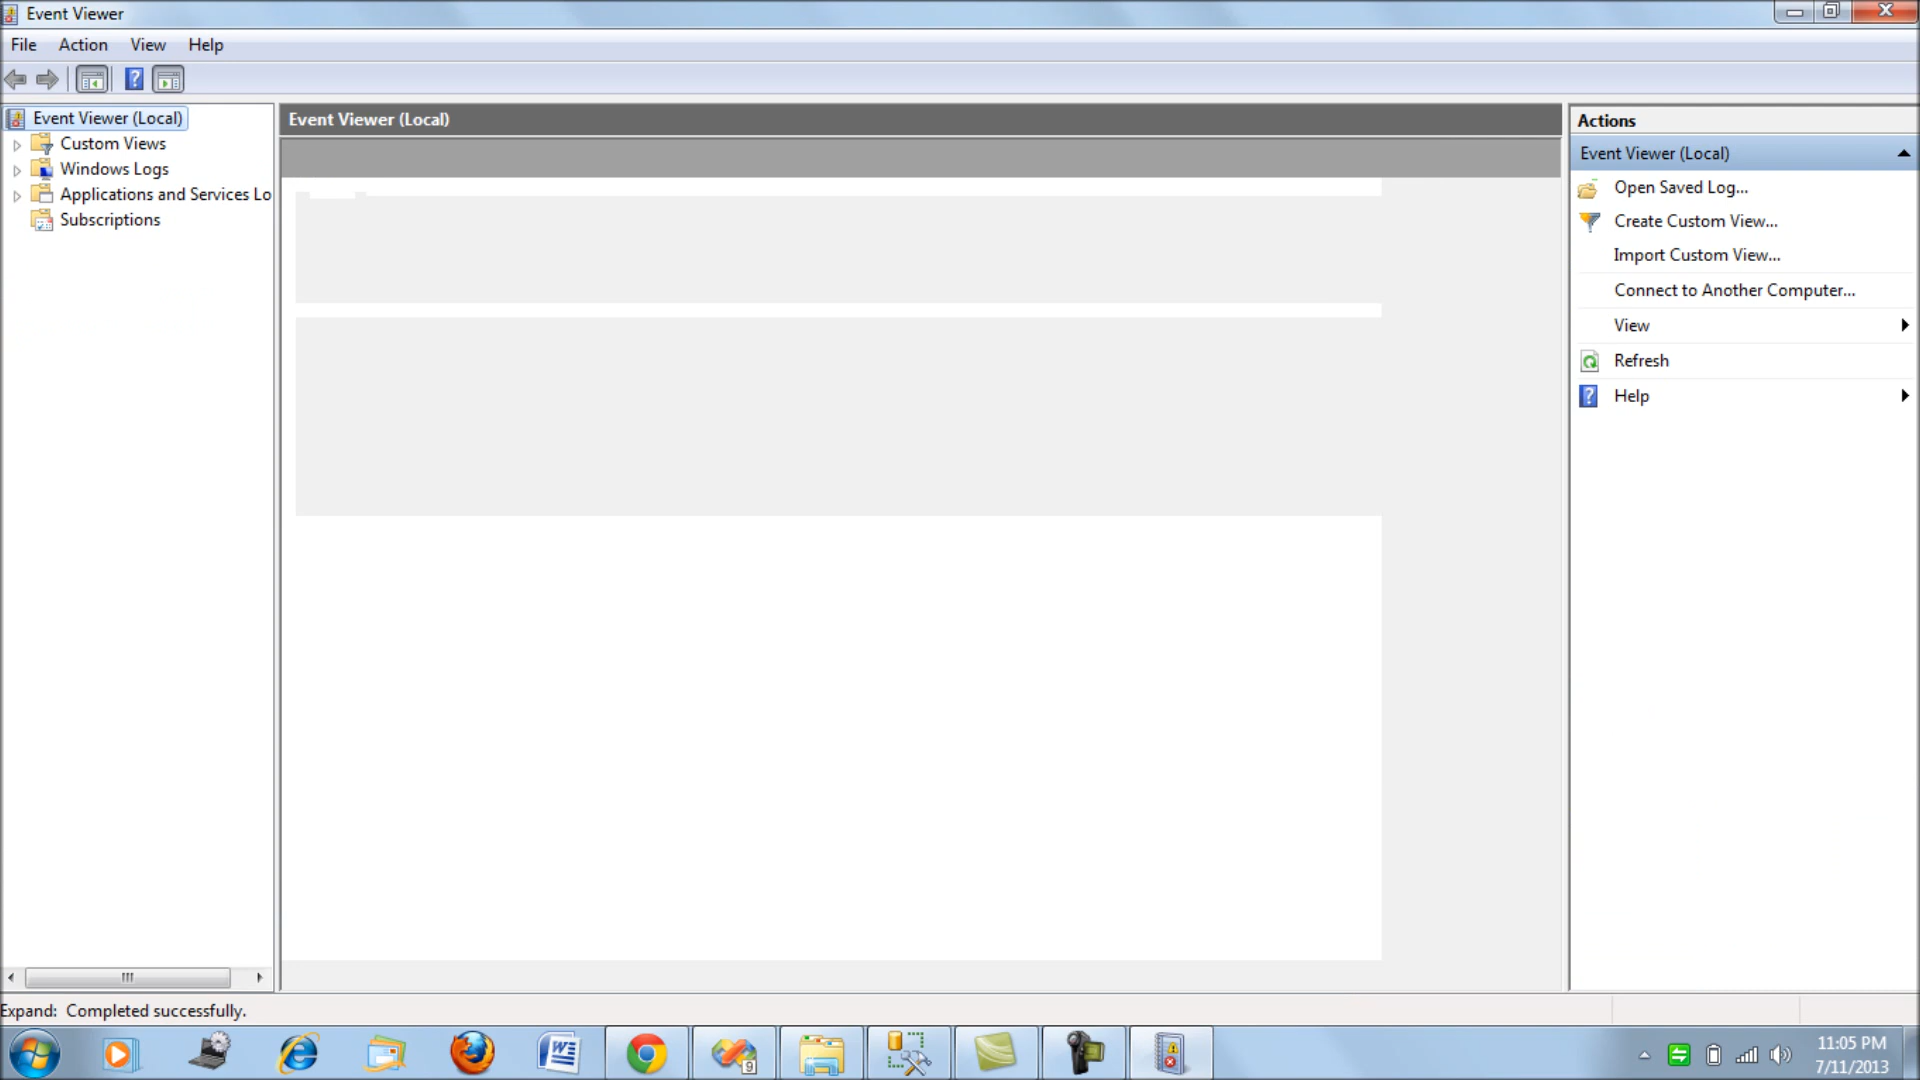 Event Viewer
File Action View Help
Event Viewer (Local)
Custom Views
Windows Logs
Applications and Services Lo
Subscriptions
Event Viewer (Local)
Actions
Event Viewer (Local)
Open Saved Log...
Create Custom View...
Import Custom View...
Connect to Another Computer...
View
Refresh
Help
Expand: Completed successfully.
9
11:05 PM
7/11/2013